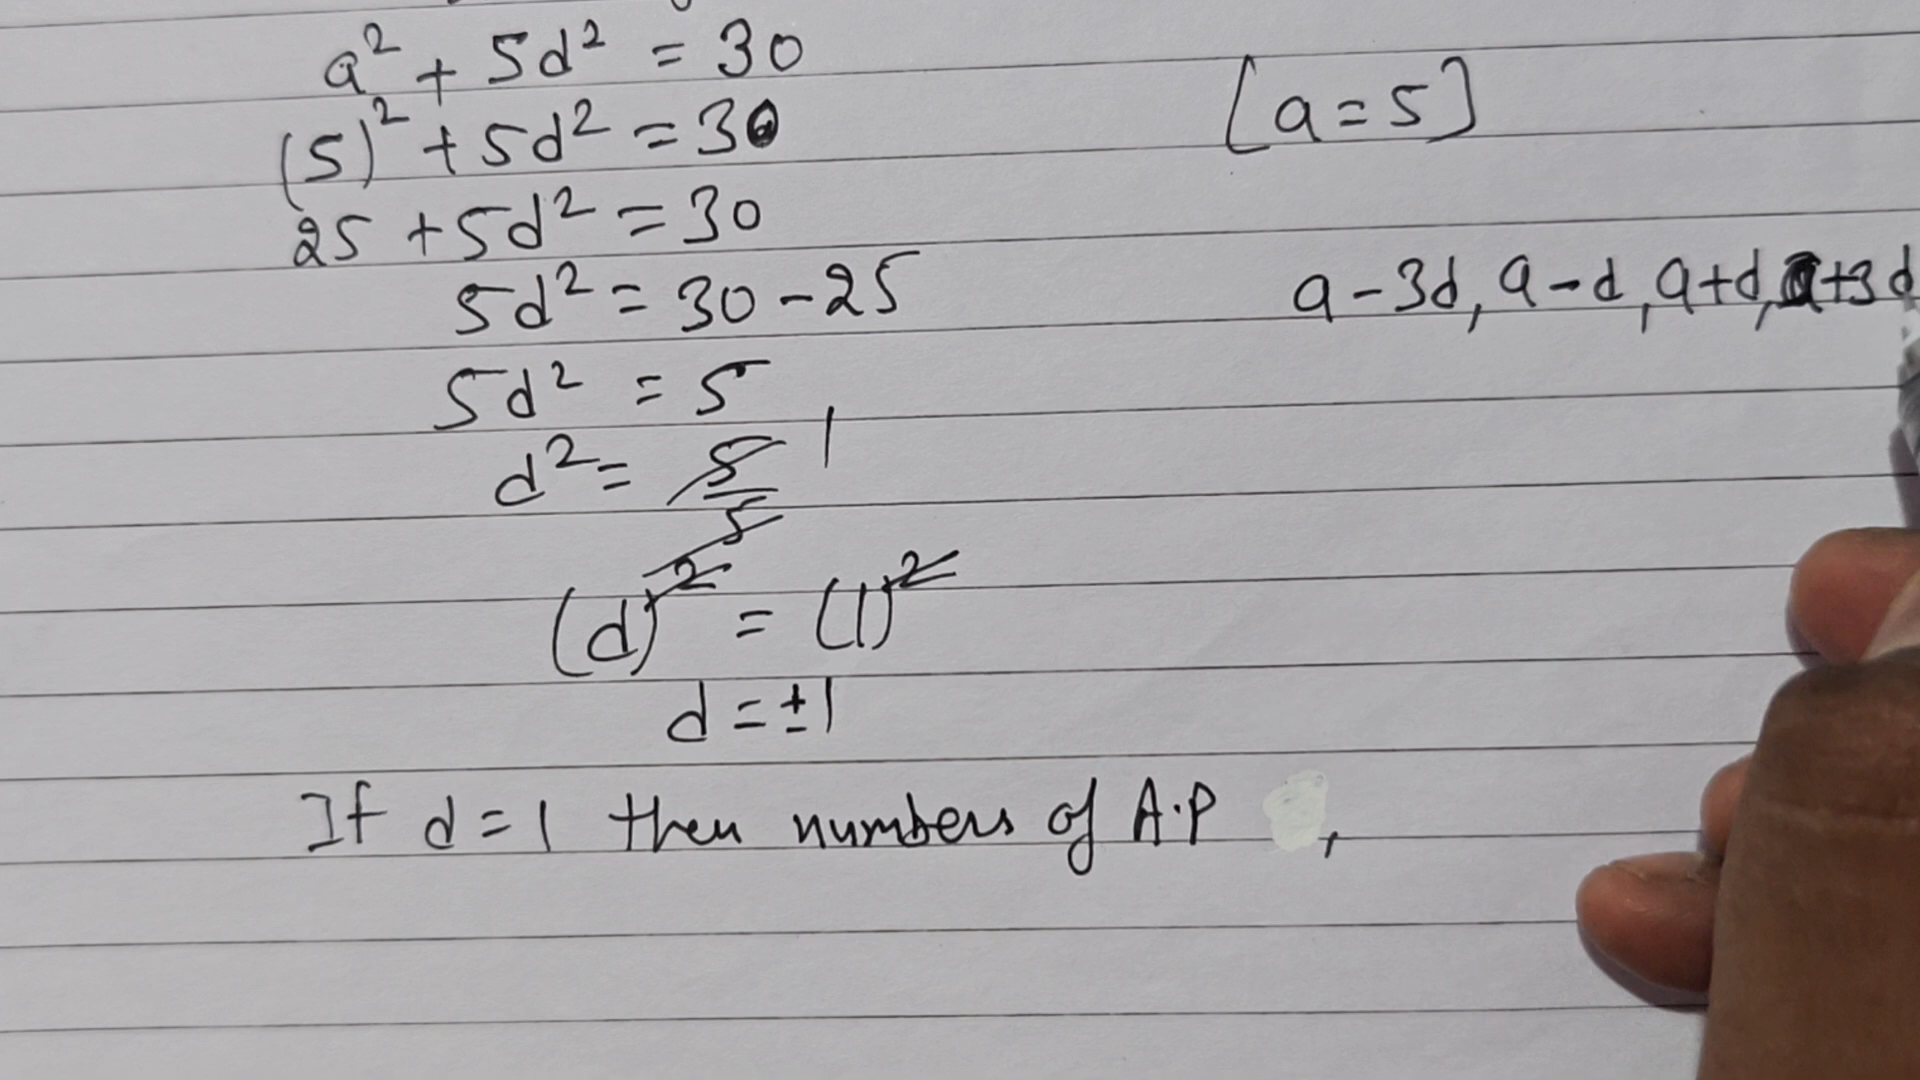 a² + 5d² = 30
[a=5]
(5)² + 5d² = 30
25 + 5d² = 30
5d² = 30 - 25
a - 3d, a - d, a+d, a+3d
5d² = 5
d² = 5/5 1
(d)² = (1)²
d = ±1
If d = 1 then numbers of A.P ,